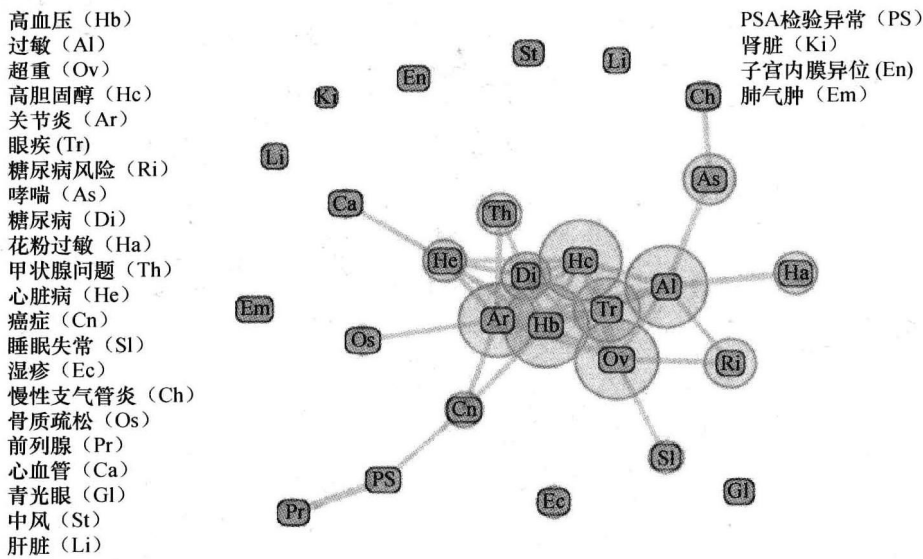 高血压（Hb）
过敏（Al）
超重（Ov）
高胆固醇（Hc）
关节炎（Ar）
眼疾 (Tr)
糖尿病风险（Ri）
哮喘（As）
糖尿病（Di）
花粉过敏（Ha）
甲状腺问题（Th）
心脏病（He）
癌症（Cn）
睡眠失常（Sl）
湿疹（Ec）
慢性支气管炎（Ch）
骨质疏松（Os）
前列腺（Pr）
心血管（Ca）
青光眼（Gl）
中风（St）
肝脏（Li）
PSA检验异常（PS）
肾脏（Ki）
子宫内膜异位 (En)
肺气肿（Em）
St
Li
En
Ki
Ch
Li
As
Ca
Th
He
Di
Hc
Al
Ha
Em
Os
Ar
Hb
Tr
Ov
Ri
Cn
Sl
PS
Pr
Ec
Gl